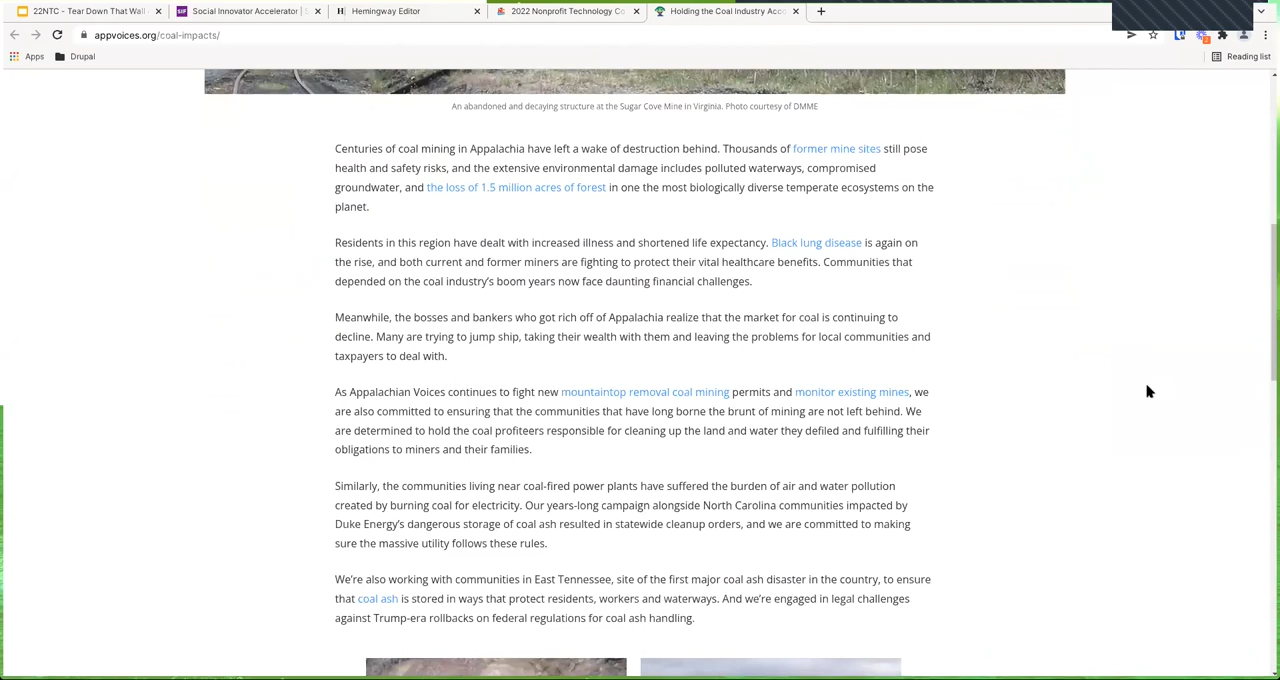 22NTC - Tear Down That Wall
Social Innovator Accelerator |
Hemingway Editor
2022 Nonprofit Technology Co
Holding the Coal Industry Acc
appvoices.org/coal-impacts/
Apps
Drupal
Reading list
An abandoned and decaying structure at the Sugar Cove Mine in Virginia. Photo courtesy of DMME
Centuries of coal mining in Appalachia have left a wake of destruction behind. Thousands of former mine sites still pose
health and safety risks, and the extensive environmental damage includes polluted waterways, compromised
groundwater, and the loss of 1.5 million acres of forest in one the most biologically diverse temperate ecosystems on the
planet.
Residents in this region have dealt with increased illness and shortened life expectancy. Black lung disease is again on
the rise, and both current and former miners are fighting to protect their vital healthcare benefits. Communities that
depended on the coal industry's boom years now face daunting financial challenges.
Meanwhile, the bosses and bankers who got rich off of Appalachia realize that the market for coal is continuing to
decline. Many are trying to jump ship, taking their wealth with them and leaving the problems for local communities and
taxpayers to deal with.
As Appalachian Voices continues to fight new mountaintop removal coal mining permits and monitor existing mines, we
are also committed to ensuring that the communities that have long borne the brunt of mining are not left behind. We
are determined to hold the coal profiteers responsible for cleaning up the land and water they defiled and fulfilling their
obligations to miners and their families.
Similarly, the communities living near coal-fired power plants have suffered the burden of air and water pollution
created by burning coal for electricity. Our years-long campaign alongside North Carolina communities impacted by
Duke Energy's dangerous storage of coal ash resulted in statewide cleanup orders, and we are committed to making
sure the massive utility follows these rules.
We're also working with communities in East Tennessee, site of the first major coal ash disaster in the country, to ensure
that coal ash is stored in ways that protect residents, workers and waterways. And we're engaged in legal challenges
against Trump-era rollbacks on federal regulations for coal ash handling.